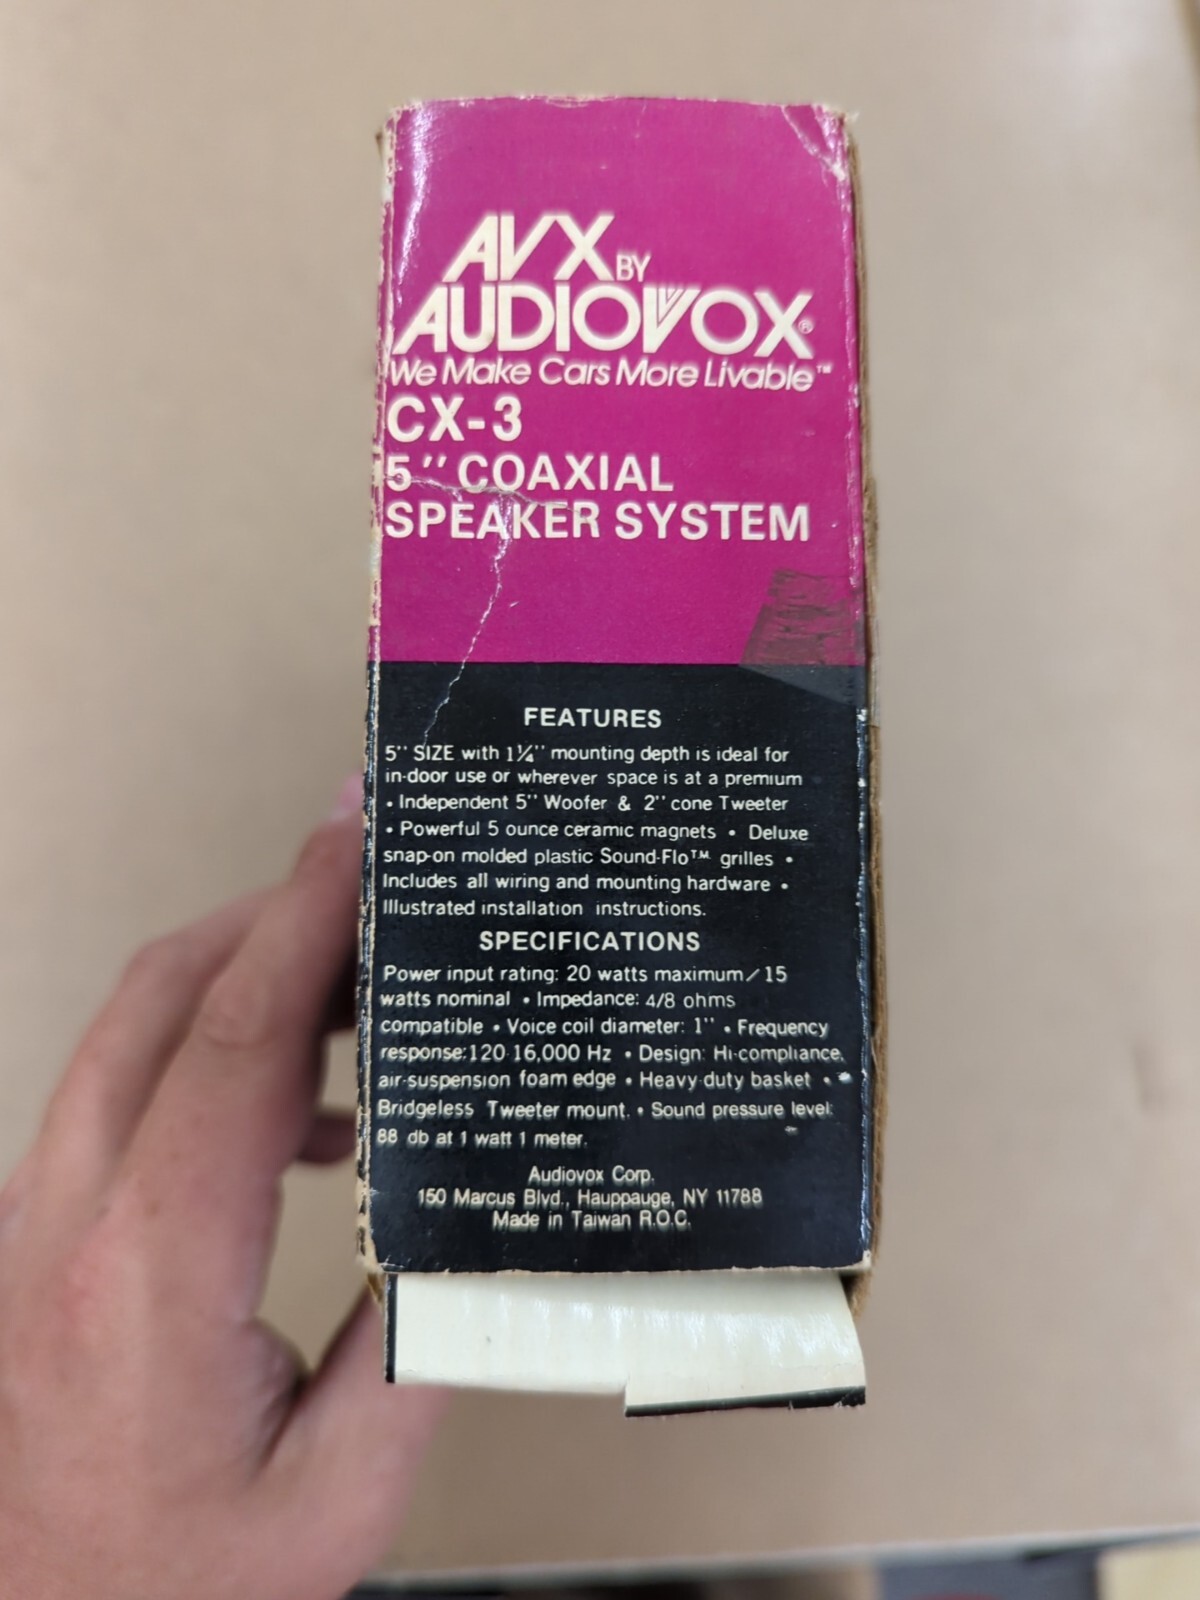 AVX BY
AUDIOVOX®
We Make Cars More Livable™
CX-3
5" COAXIAL
SPEAKER SYSTEM
FEATURES
5" SIZE with 1¼" mounting depth is ideal for
in-door use or wherever space is at a premium
• Independent 5" Woofer & 2" cone Tweeter
• Powerful 5 ounce ceramic magnets • Deluxe
snap-on molded plastic Sound-Flo™ grilles •
Includes all wiring and mounting hardware •
Illustrated installation instructions.
SPECIFICATIONS
Power input rating: 20 watts maximum/15
watts nominal • Impedance: 4/8 ohms
compatible • Voice coil diameter: 1" • Frequency
response:120-16,000 Hz • Design: Hi-compliance,
air-suspension foam edge • Heavy-duty basket •
Bridgeless Tweeter mount. • Sound pressure level:
88 db at 1 watt 1 meter.
Audiovox Corp.
150 Marcus Blvd., Hauppauge, NY 11788
Made in Taiwan R.O.C.